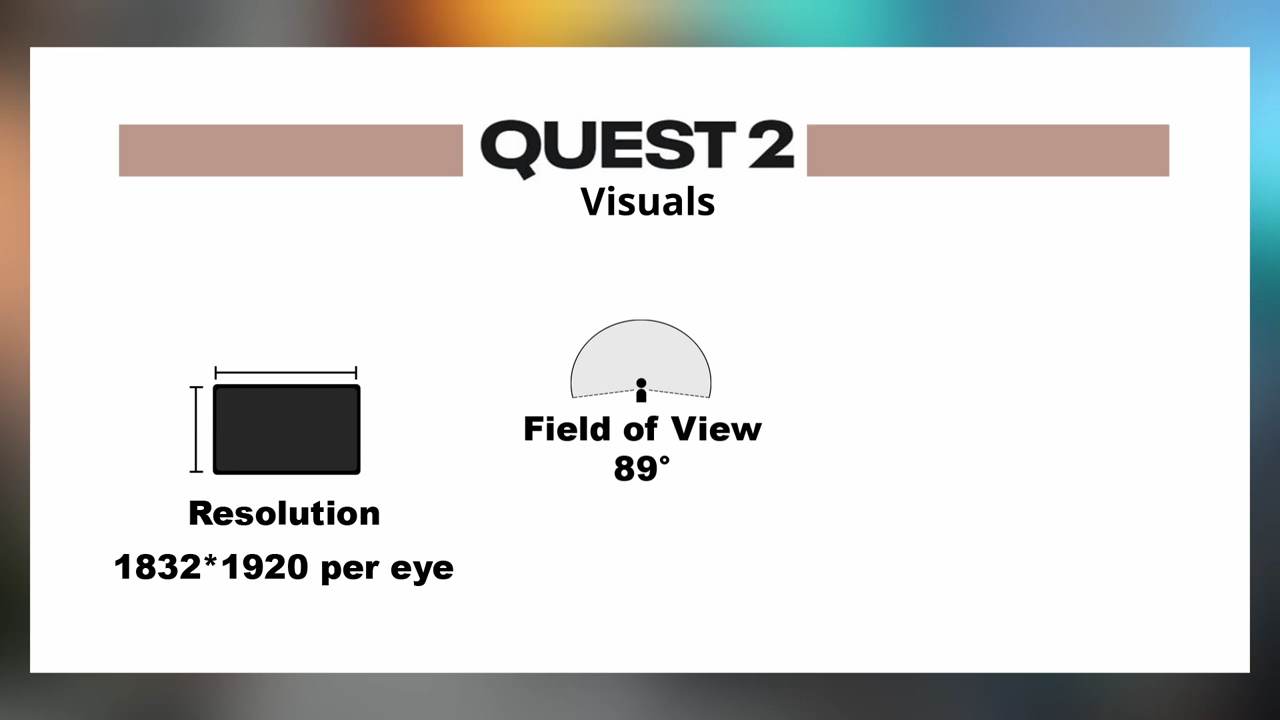 QUEST 2
Visuals
Field of View
89°
Resolution
1832*1920 per eye